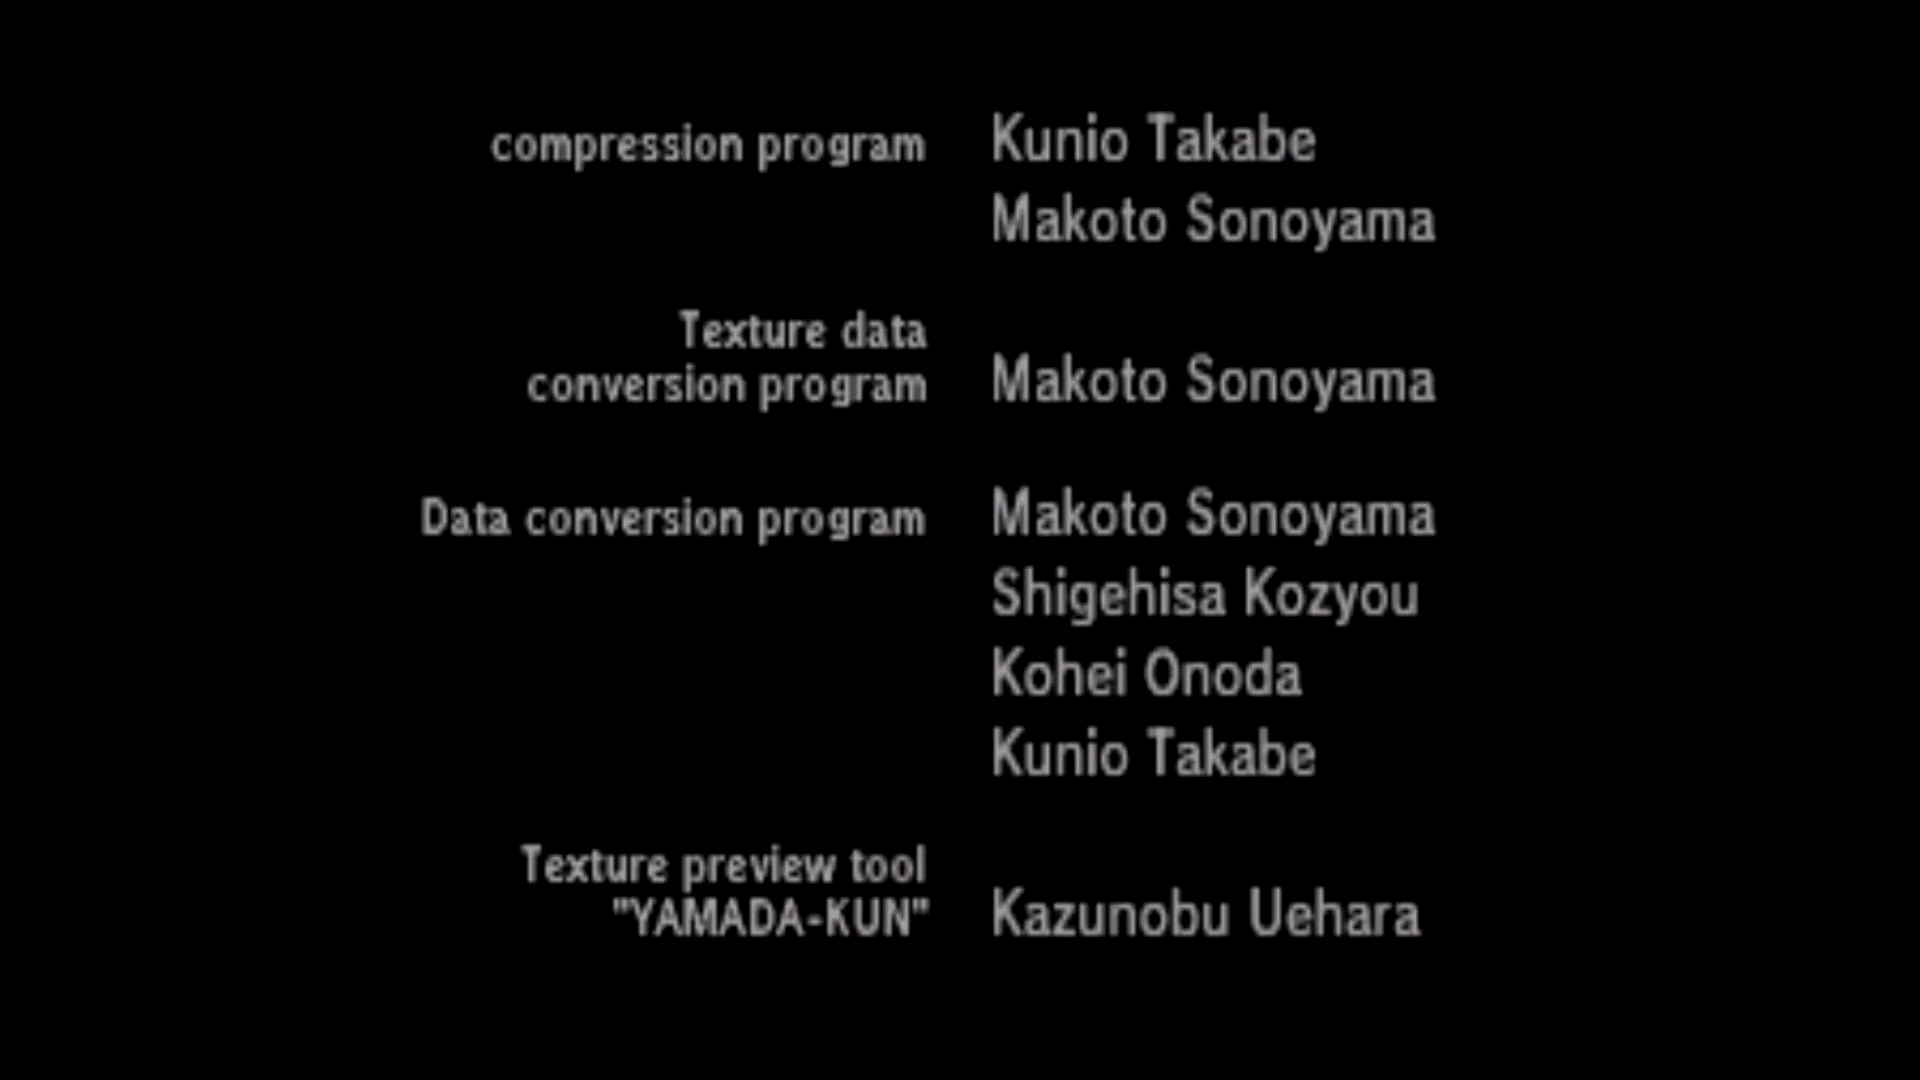 compression program Kunio Takabe
Makoto Sonoyama
Texture data
conversion program Makoto Sonoyama
Data conversion program Makoto Sonoyama
Shigehisa Kozyou
Kohei Onoda
Kunio Takabe
Texture preview tool
"YAMADA-KUN" Kazunobu Uehara